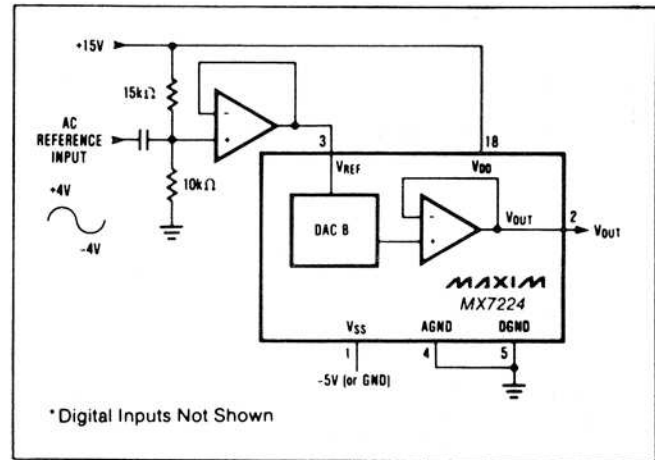 +15V
15kΩ
AC
REFERENCE
INPUT
-
+
3
18
10kΩ
+4V
-4V
VREF
VDD
DAC B
-
+
VOUT
2
VOUT
MAXIM
MX7224
VSS
AGND
DGND
1
4
5
-5V (or GND)
*Digital Inputs Not Shown